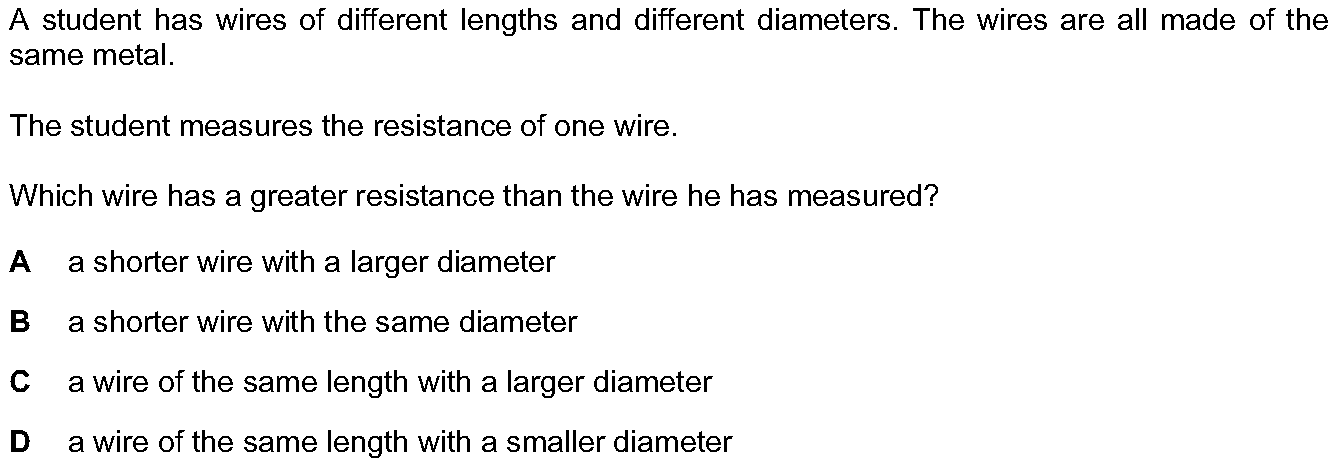 A student has wires of different lengths and different diameters. The wires are all made of the
same metal.
The student measures the resistance of one wire.
Which wire has a greater resistance than the wire he has measured?
A a shorter wire with a larger diameter
B a shorter wire with the same diameter
C a wire of the same length with a larger diameter
D a wire of the same length with a smaller diameter